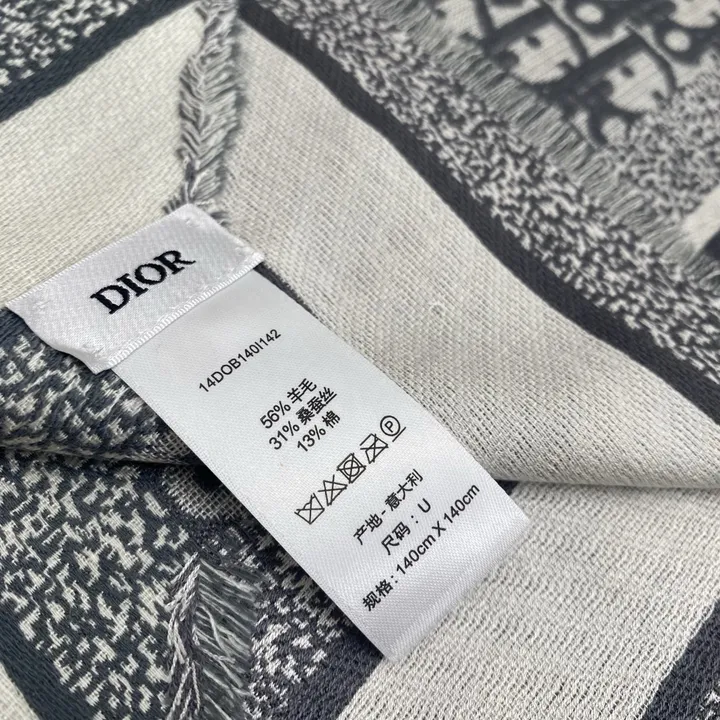 DIOR
14DOB140I142
56% 羊毛
31% 桑蚕丝
13% 棉
P
产地 - 意大利
尺码 : U
规格 : 140cm X 140cm